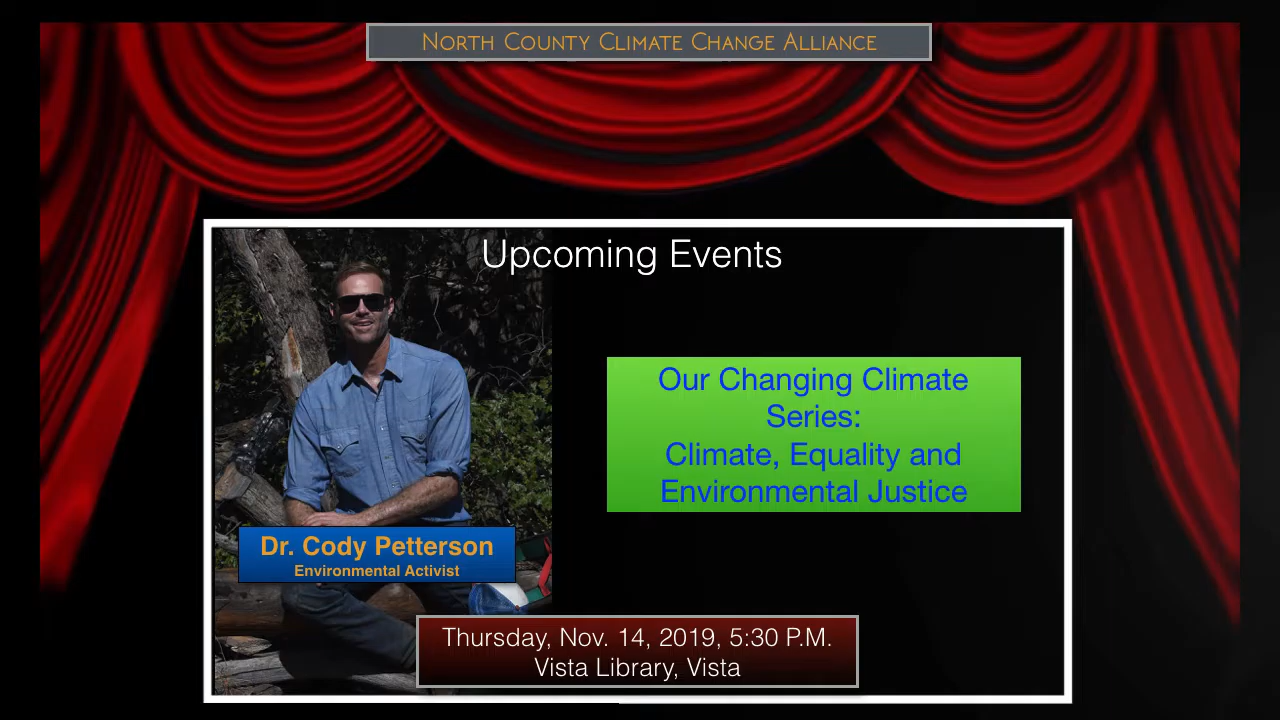 North County Climate Change Alliance
Upcoming Events
Our Changing Climate
Series:
Climate, Equality and
Environmental Justice
Dr. Cody Petterson
Environmental Activist
Thursday, Nov. 14, 2019, 5:30 P.M.
Vista Library, Vista